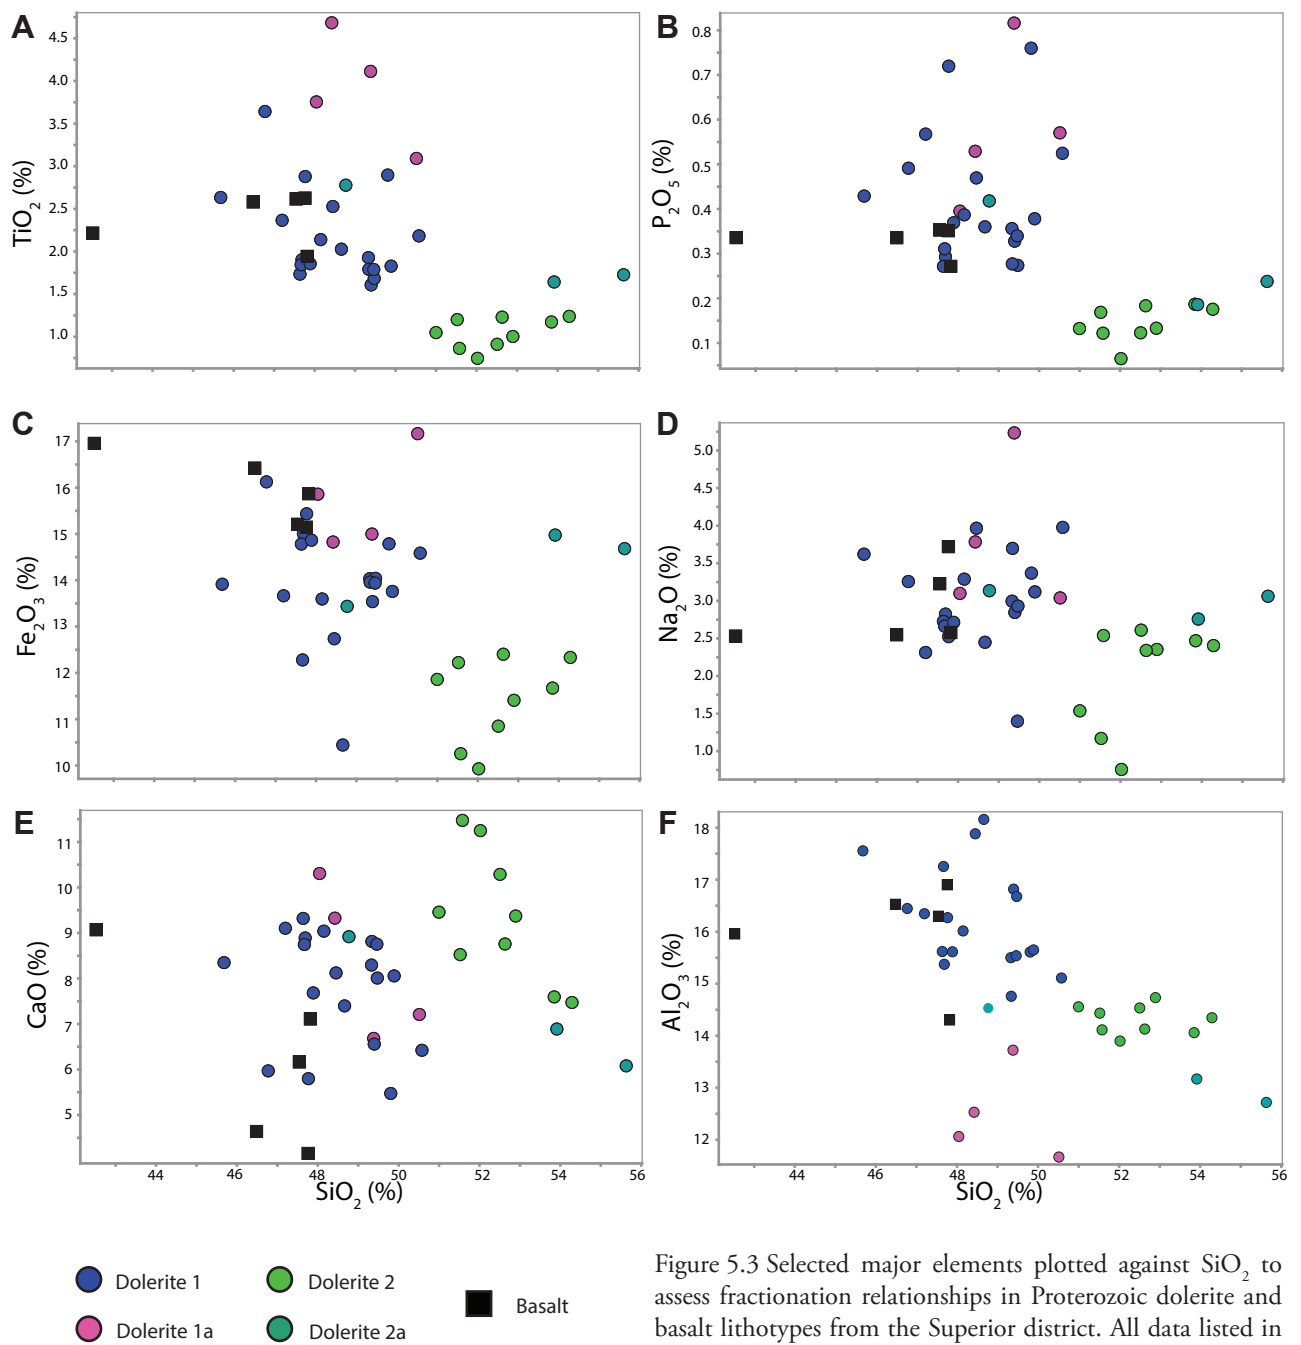 A
TiO2 (%)
4.5
4.0
3.5
3.0
2.5
2.0
1.5
1.0
B
P2O5 (%)
0.8
0.7
0.6
0.5
0.4
0.3
0.2
0.1
C
Fe2O3 (%)
17
16
15
14
13
12
11
10
D
Na2O (%)
5.0
4.5
4.0
3.5
3.0
2.5
2.0
1.5
1.0
E
CaO (%)
11
10
9
8
7
6
5
44 46 48 50 52 54 56
SiO2 (%)
F
Al2O3 (%)
18
17
16
15
14
13
12
44 46 48 50 52 54 56
SiO2 (%)
Dolerite 1
Dolerite 2
Basalt
Dolerite 1a
Dolerite 2a
Figure 5.3 Selected major elements plotted against SiO2 to
assess fractionation relationships in Proterozoic dolerite and
basalt lithotypes from the Superior district. All data listed in